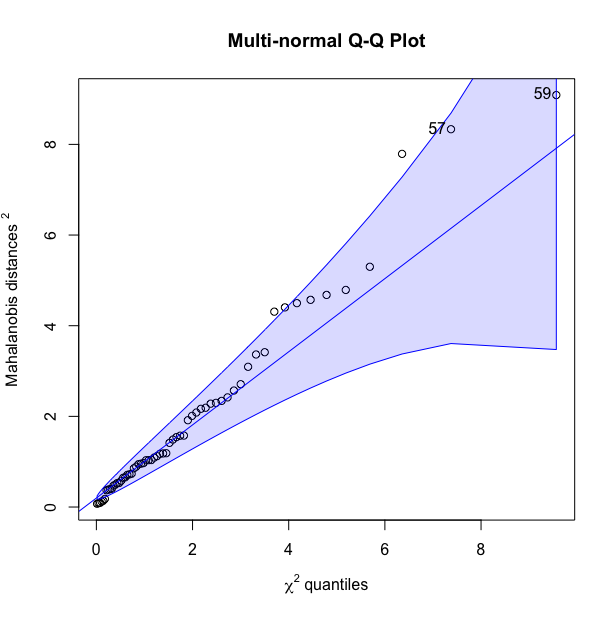 Multi-normal Q-Q Plot
Mahalanobis distances ²
8
6
4
2
0
57
59
0 2 4 6 8
χ² quantiles